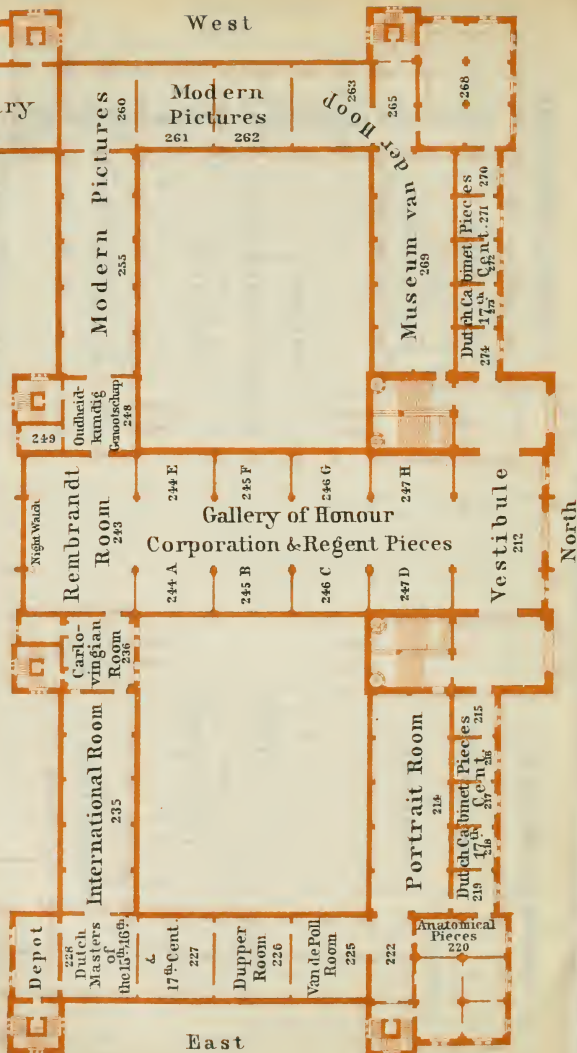 West
ry
Modern Pictures
260
255
Modern
Pictures
261
262
263
265
268
Museum van der Hoop
269
Dutch Cabinet Piecies
17th Cent.
270
271
272
273
274
249
Oudheid-
kundig
Genootschap
248
Night Watch
Rembrandt
Room
243
244 E
245 F
246 G
247 H
Gallery of Honour
Corporation & Regent Pieces
244 A
245 B
246 C
247 D
Vestibule
212
North
Carlo-
vingian
Room
236
International Room
235
Portrait Room
214
Dutch Cabinet Pieces
17th Cent.
215
216
217
218
219
Depot
228
Dutch
Masters
of
the 15th 16th
&
17th Cent.
227
Dupper
Room
226
Van de Poll
Room
225
222
Anatomical
Pieces
220
East